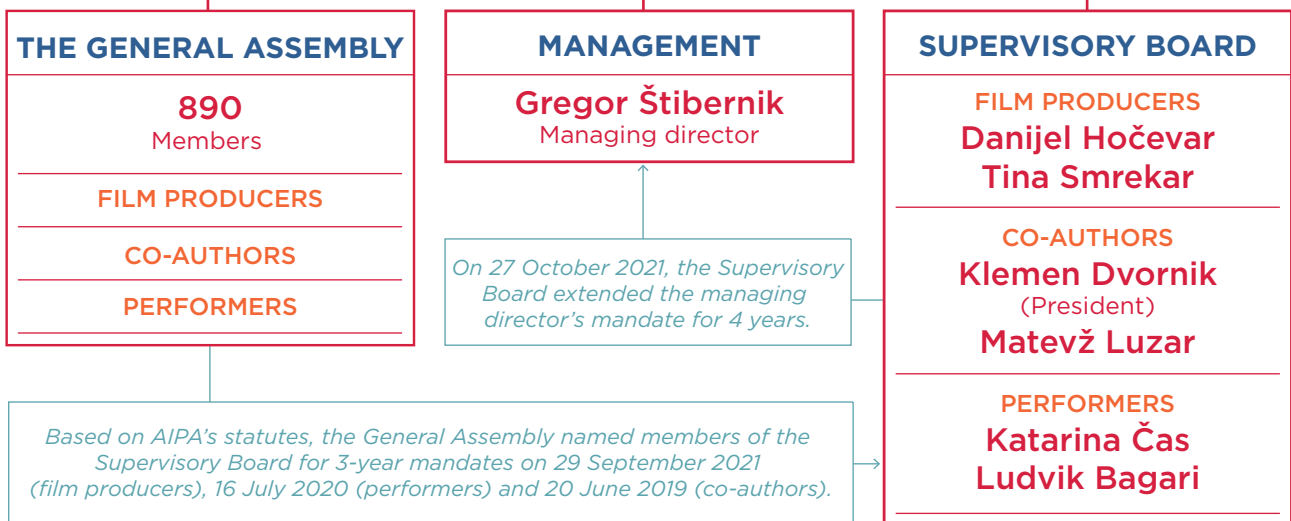 THE GENERAL ASSEMBLY
890
Members
FILM PRODUCERS
CO-AUTHORS
PERFORMERS
MANAGEMENT
Gregor Štibernik
Managing director
On 27 October 2021, the Supervisory
Board extended the managing
director’s mandate for 4 years.
Based on AIPA’s statutes, the General Assembly named members of the
Supervisory Board for 3-year mandates on 29 September 2021
(film producers), 16 July 2020 (performers) and 20 June 2019 (co-authors).
SUPERVISORY BOARD
FILM PRODUCERS
Danijel Hočevar
Tina Smrekar
CO-AUTHORS
Klemen Dvornik
(President)
Matevž Luzar
PERFORMERS
Katarina Čas
Ludvik Bagari